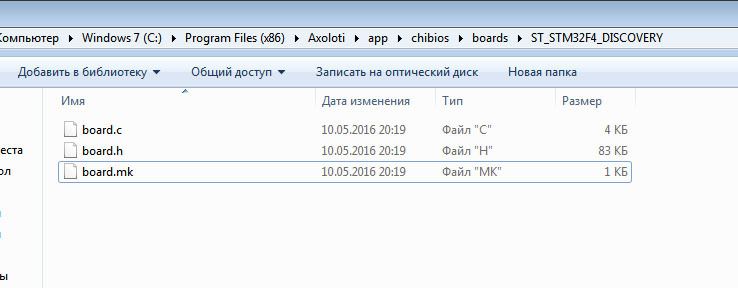 Компьютер ▸ Windows 7 (C:) ▸ Program Files (x86) ▸ Axoloti ▸ app ▸ chibios ▸ boards ▸ ST_STM32F4_DISCOVERY
Добавить в библиотеку Общий доступ Записать на оптический диск Новая папка
Имя Дата изменения Тип Размер
board.c 10.05.2016 20:19 Файл "C" 4 КБ
board.h 10.05.2016 20:19 Файл "H" 83 КБ
board.mk 10.05.2016 20:19 Файл "MK" 1 КБ